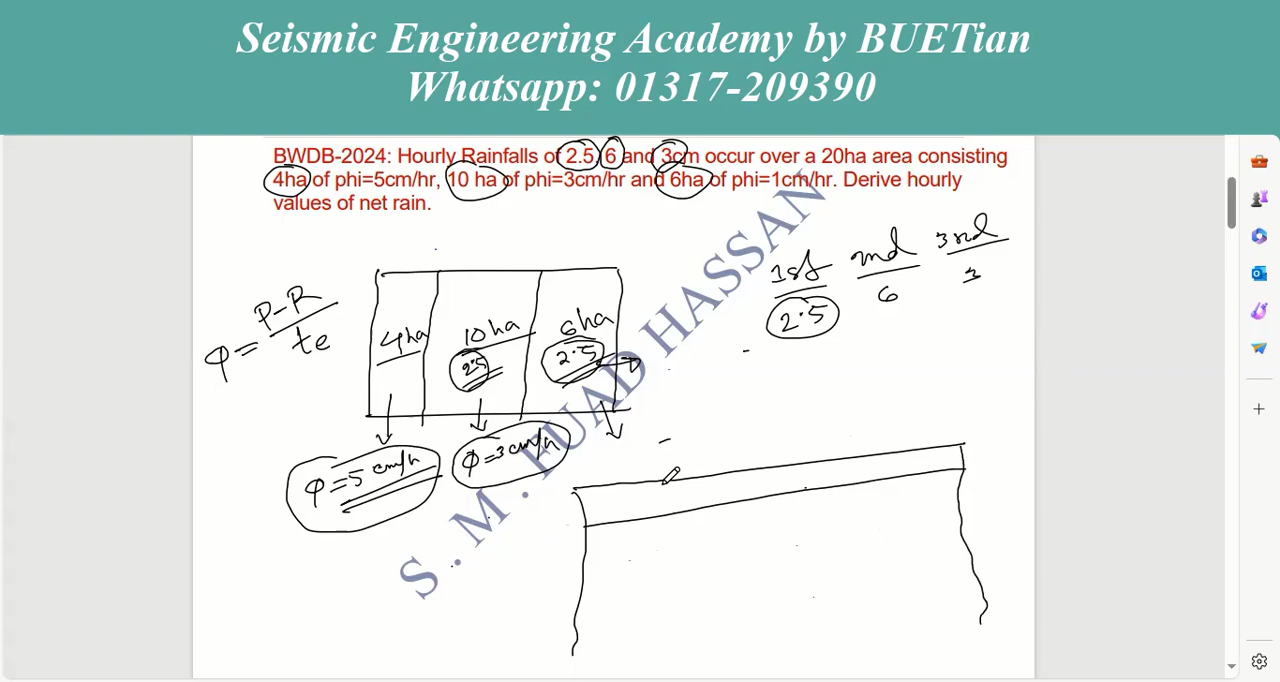 Seismic Engineering Academy by BUETian
Whatsapp: 01317-209390
BWDB-2024: Hourly Rainfalls of 2.5, 6 and 3cm occur over a 20ha area consisting
4ha of phi=5cm/hr, 10 ha of phi=3cm/hr and 6ha of phi=1cm/hr. Derive hourly
values of net rain.
1st 2nd 3rd
2.5 6 3
φ = P-R / te
4ha 10 ha 6ha
2.5 2.5
φ=5 cm/h φ=3 cm/h
S . M . FUAD HASSAN